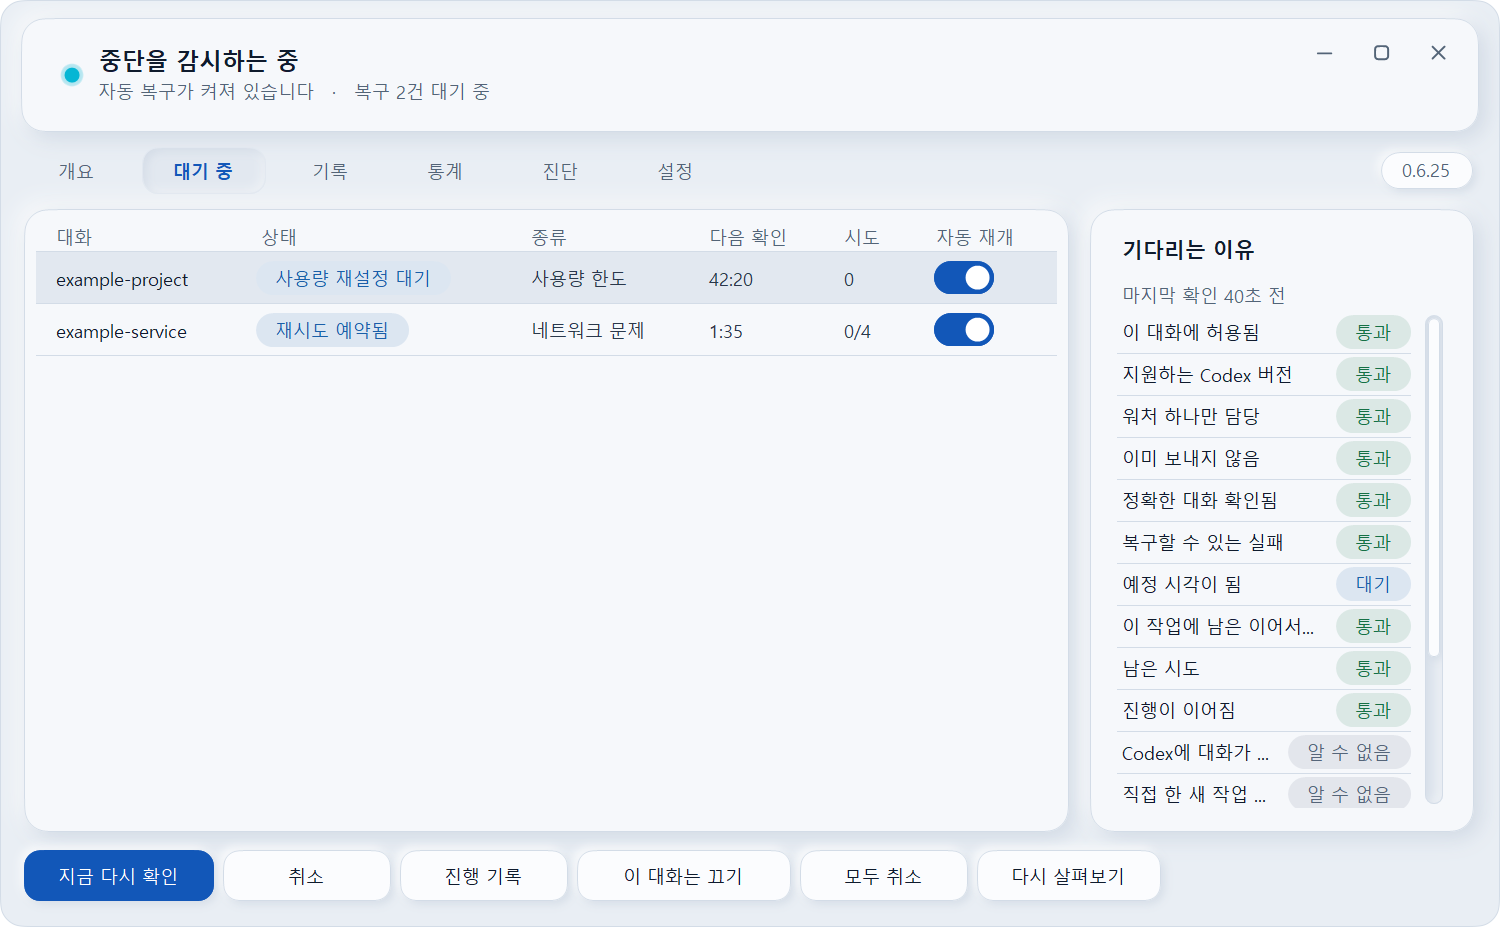 중단을 감시하는 중
자동 복구가 켜져 있습니다 · 복구 2건 대기 중
개요 대기 중 기록 통계 진단 설정 0.6.25
대화 상태 종류 다음 확인 시도 자동 재개
example-project 사용량 재설정 대기 사용량 한도 42:20 0
example-service 재시도 예약됨 네트워크 문제 1:35 0/4
기다리는 이유
마지막 확인 40초 전
이 대화에 허용됨 통과
지원하는 Codex 버전 통과
워처 하나만 담당 통과
이미 보내지 않음 통과
정확한 대화 확인됨 통과
복구할 수 있는 실패 통과
예정 시각이 됨 대기
이 작업에 남은 이어서... 통과
남은 시도 통과
진행이 이어짐 통과
Codex에 대화가 ... 알 수 없음
직접 한 새 작업 ... 알 수 없음
지금 다시 확인 취소 진행 기록 이 대화는 끄기 모두 취소 다시 살펴보기